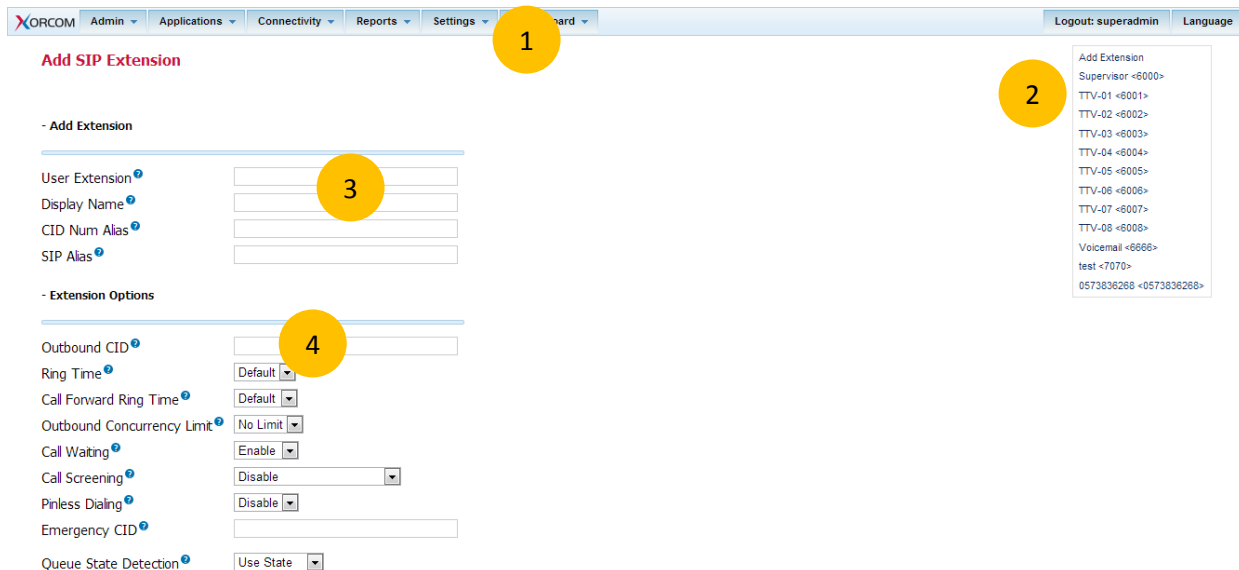 XORCOM Admin Applications Connectivity Reports Settings Logout: superadmin Language
1
Add SIP Extension
2
Add Extension
Supervisor <6000>
TTV-01 <6001>
TTV-02 <6002>
TTV-03 <6003>
TTV-04 <6004>
TTV-05 <6005>
TTV-06 <6006>
TTV-07 <6007>
TTV-08 <6008>
Voicemail <6666>
test <7070>
0573836268 <0573836268>
- Add Extension
3
User Extension ?
Display Name ?
CID Num Alias ?
SIP Alias ?
- Extension Options
4
Outbound CID ?
Ring Time ? Default
Call Forward Ring Time ? Default
Outbound Concurrency Limit ? No Limit
Call Waiting ? Enable
Call Screening ? Disable
Pinless Dialing ? Disable
Emergency CID ?
Queue State Detection ? Use State